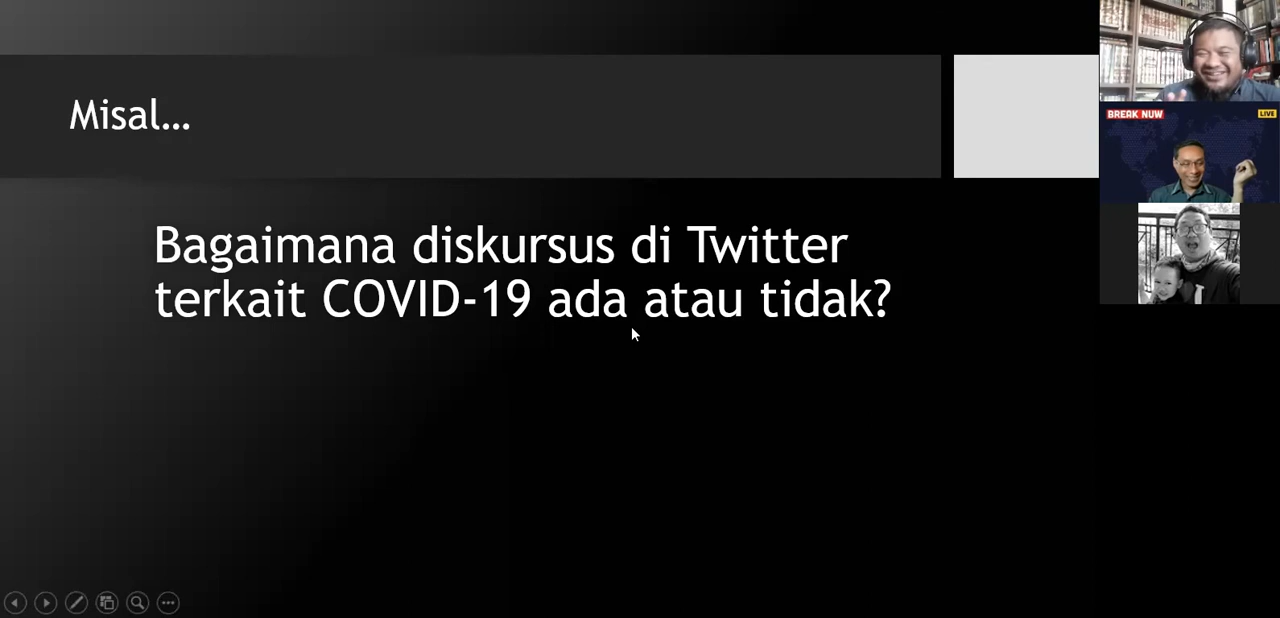 Misal...
Bagaimana diskursus di Twitter
terkait COVID-19 ada atau tidak?
BREAK NUW
LIVE